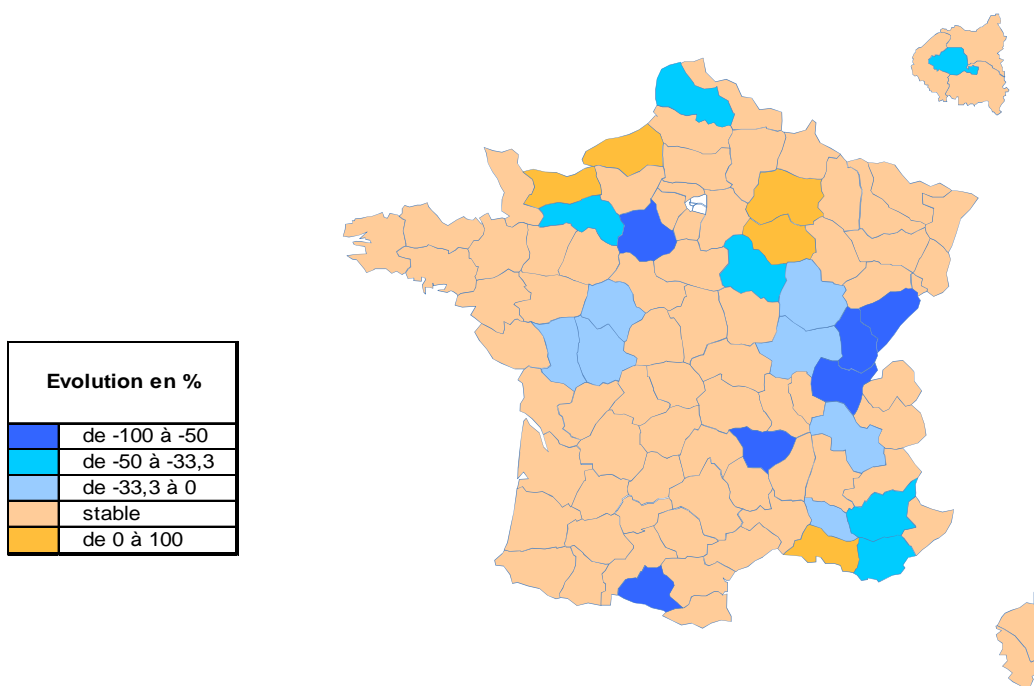 Evolution en %
de -100 à -50
de -50 à -33,3
de -33,3 à 0
stable
de 0 à 100